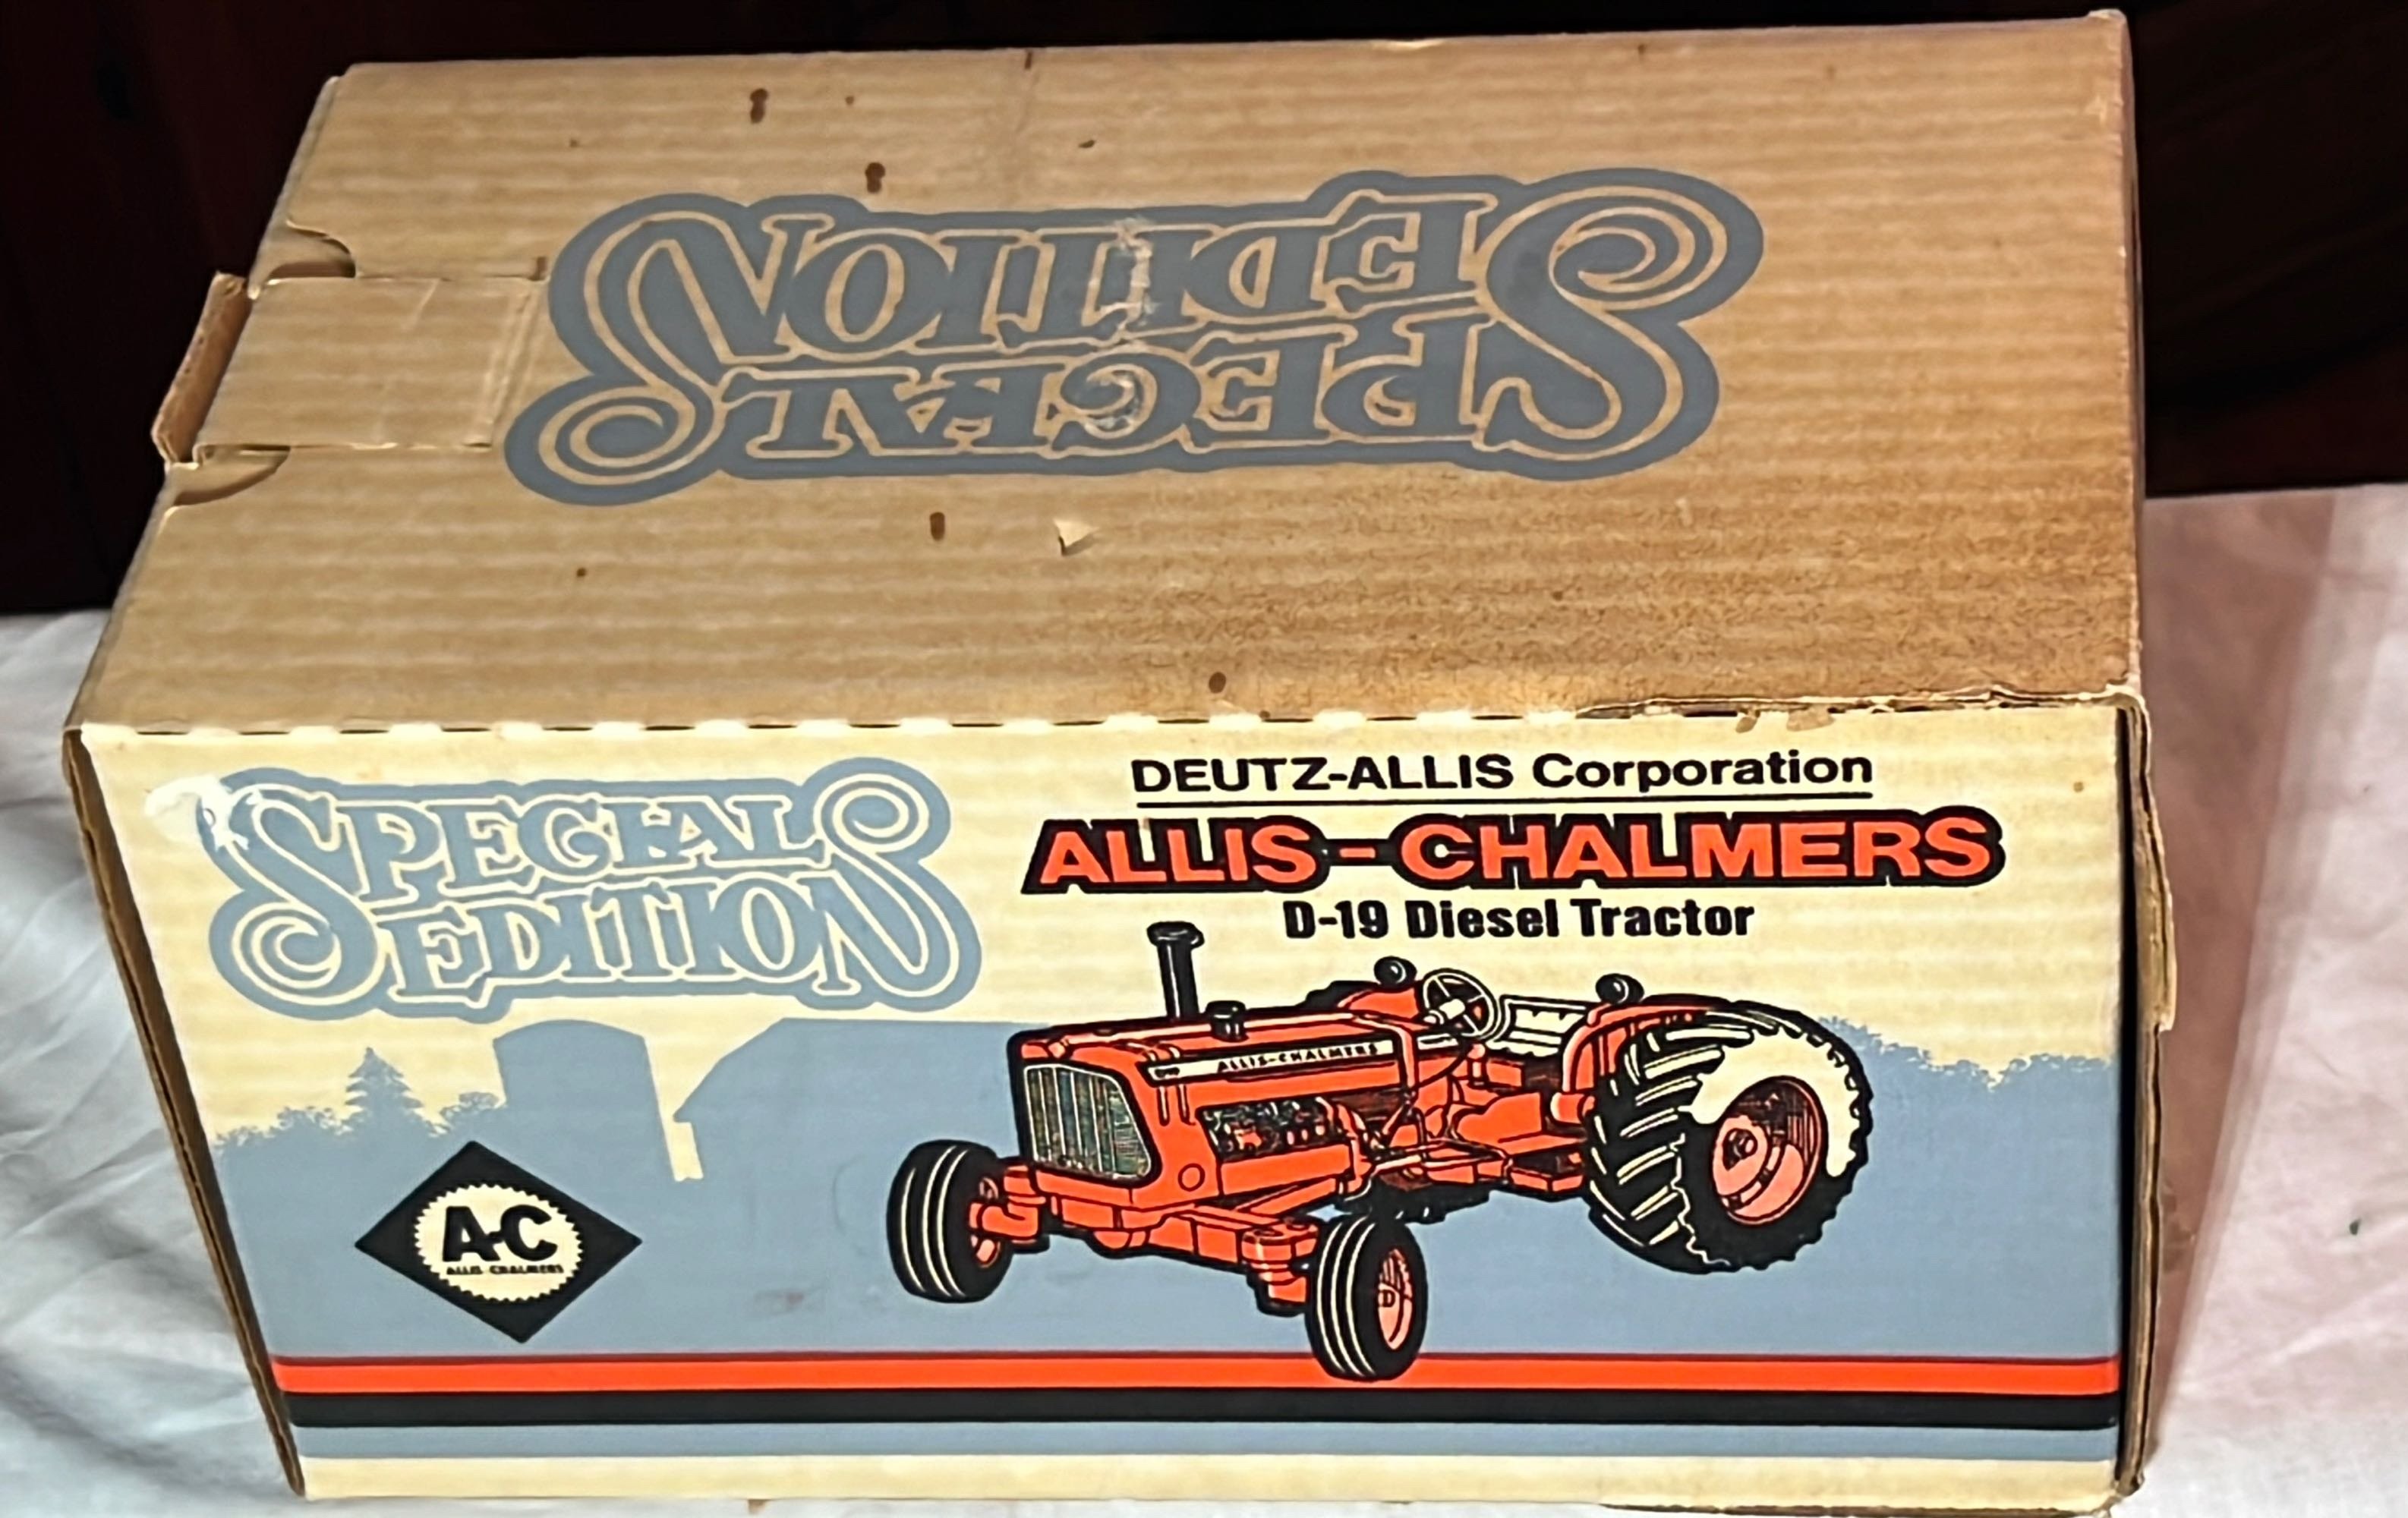 SPECIAL
EDITION
SPECIAL
EDITION
DEUTZ-ALLIS Corporation
ALLIS-CHALMERS
D-19 Diesel Tractor
ALLIS-CHALMERS
A-C
ALLIS-CHALMERS